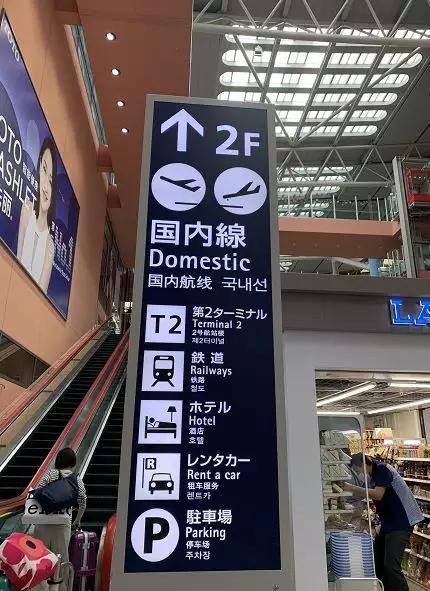 2F
国内線
Domestic
国内航线 국내선
T2
第2ターミナル
Terminal 2
2号航站楼
제2터미널
鉄道
Railways
铁路
철도
ホテル
Hotel
酒店
호텔
R
レンタカー
Rent a car
租车服务
렌트카
P
駐車場
Parking
停车场
주차장